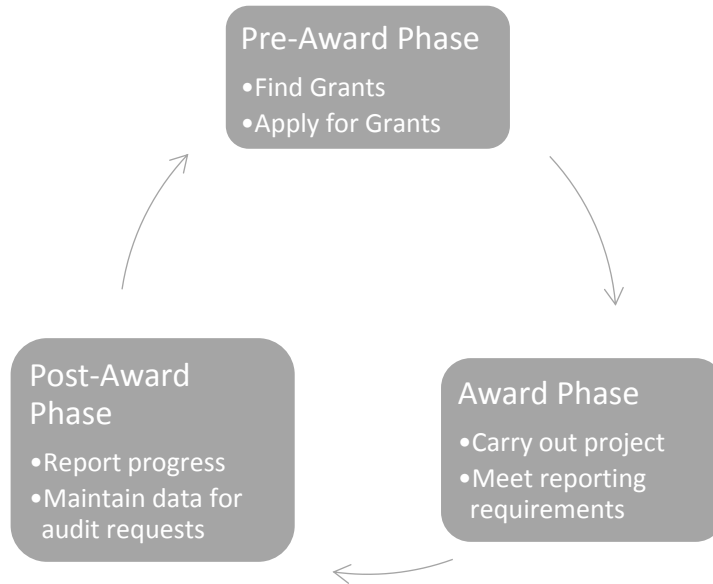 Pre-Award Phase
•Find Grants
•Apply for Grants
Award Phase
•Carry out project
•Meet reporting
requirements
Post-Award
Phase
•Report progress
•Maintain data for
audit requests